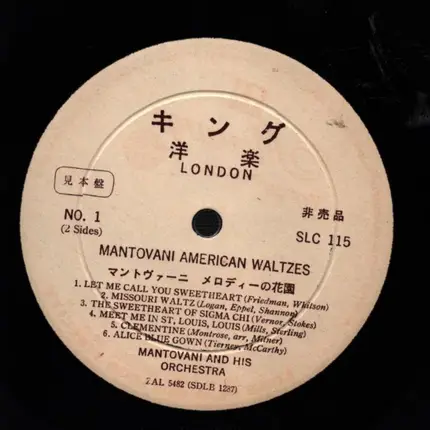 キング
洋楽
LONDON
見本盤
非売品
NO. 1
(2 Sides)
SLC 115
MANTOVANI AMERICAN WALTZES
マントヴァーニ メロディーの花園
1. LET ME CALL YOU SWEETHEART (Friedman, Whitson)
2. MISSOURI WALTZ (Logan, Eppel, Shannon)
3. THE SWEETHEART OF SIGMA CHI (Vernor, Stokes)
4. MEET ME IN ST, LOUIS, LOUIS (Mills, Sterling)
5. CLEMENTINE (Montrose, arr, Milner)
6. ALICE BLUE GOWN (Tierney, McCarthy)
MANTOVANI AND HIS
ORCHESTRA
ZAL 5482 (SDLE 1287)